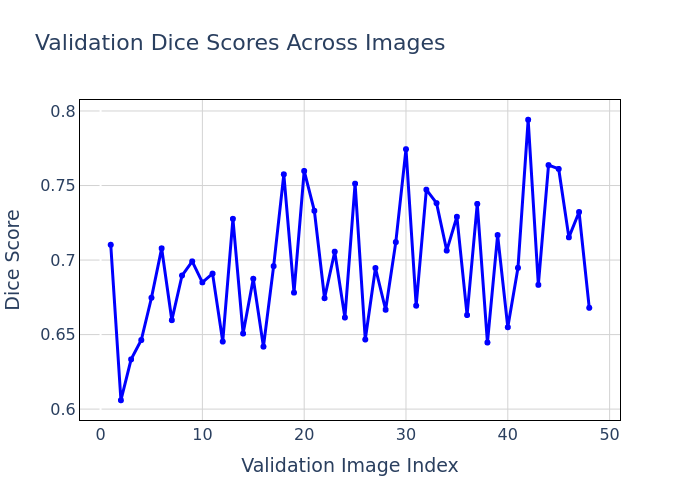 Validation Dice Scores Across Images
Dice Score
0.8
0.75
0.7
0.65
0.6
0 10 20 30 40 50
Validation Image Index